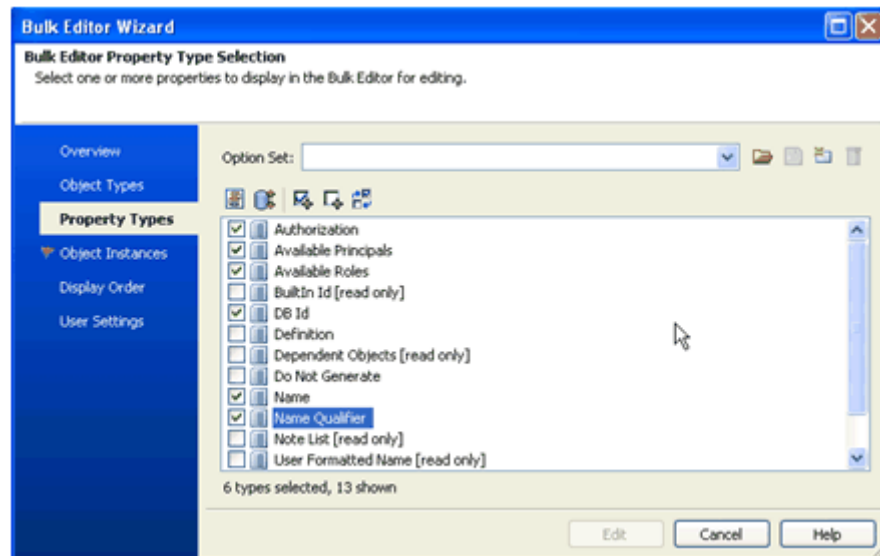 Bulk Editor Wizard
Bulk Editor Property Type Selection
Select one or more properties to display in the Bulk Editor for editing.
Overview
Object Types
Property Types
Object Instances
Display Order
User Settings
Option Set:
Authorization
Available Principals
Available Roles
BuiltIn Id [read only]
DB Id
Definition
Dependent Objects [read only]
Do Not Generate
Name
Name Qualifier
Note List [read only]
User Formatted Name [read only]
6 types selected, 13 shown
Edit Cancel Help